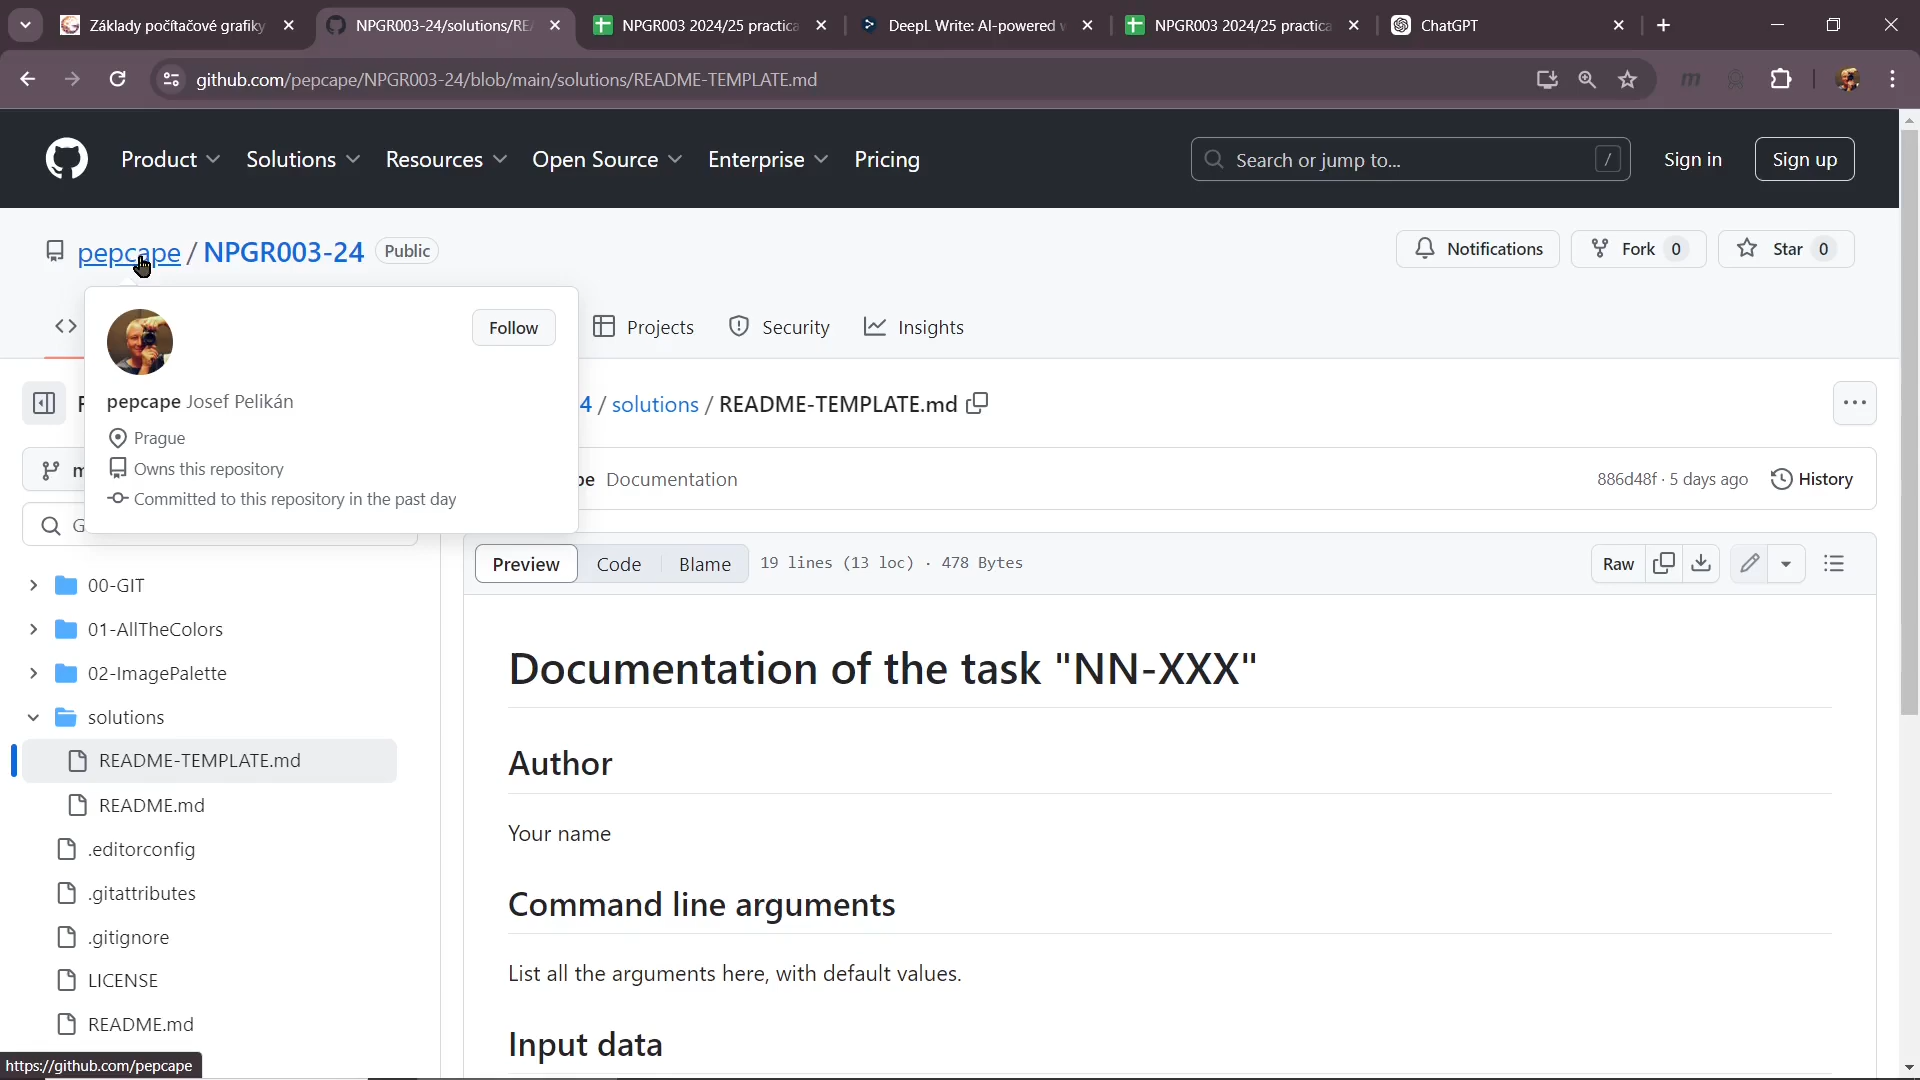 Základy počítačové grafiky
NPGR003-24/solutions/RE
NPGR003 2024/25 practica
DeepL Write: AI-powered
NPGR003 2024/25 practica
ChatGPT
github.com/pepcape/NPGR003-24/blob/main/solutions/README-TEMPLATE.md
Product
Solutions
Resources
Open Source
Enterprise
Pricing
Search or jump to...
/
Sign in
Sign up
pepcape / NPGR003-24
Public
Notifications
Fork 0
Star 0
Follow
Projects
Security
Insights
pepcape Josef Pelikán
Prague
Owns this repository
Committed to this repository in the past day
4 / solutions / README-TEMPLATE.md
Documentation
886d48f · 5 days ago
History
Preview
Code
Blame
19 lines (13 loc) · 478 Bytes
Raw
00-GIT
01-AllTheColors
02-ImagePalette
solutions
README-TEMPLATE.md
README.md
.editorconfig
.gitattributes
.gitignore
LICENSE
README.md
Documentation of the task "NN-XXX"
Author
Your name
Command line arguments
List all the arguments here, with default values.
Input data
https://github.com/pepcape